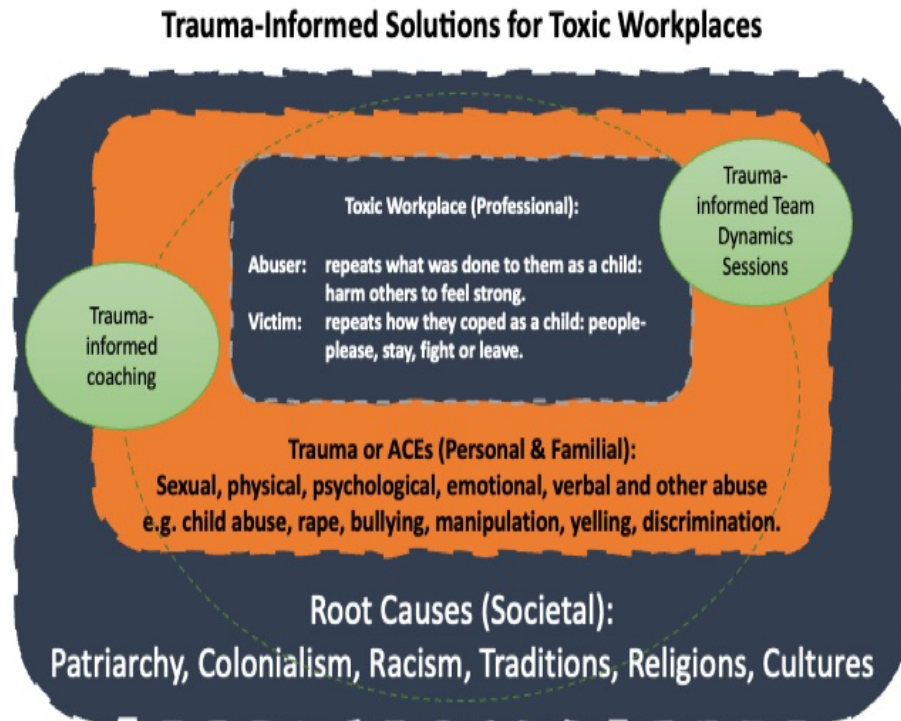 Trauma-Informed Solutions for Toxic Workplaces
Trauma-
informed Team
Dynamics
Sessions
Toxic Workplace (Professional):
Abuser: repeats what was done to them as a child:
harm others to feel strong.
Victim: repeats how they coped as a child: people-
please, stay, fight or leave.
Trauma-
informed
coaching
Trauma or ACEs (Personal & Familial):
Sexual, physical, psychological, emotional, verbal and other abuse
e.g. child abuse, rape, bullying, manipulation, yelling, discrimination.
Root Causes (Societal):
Patriarchy, Colonialism, Racism, Traditions, Religions, Cultures